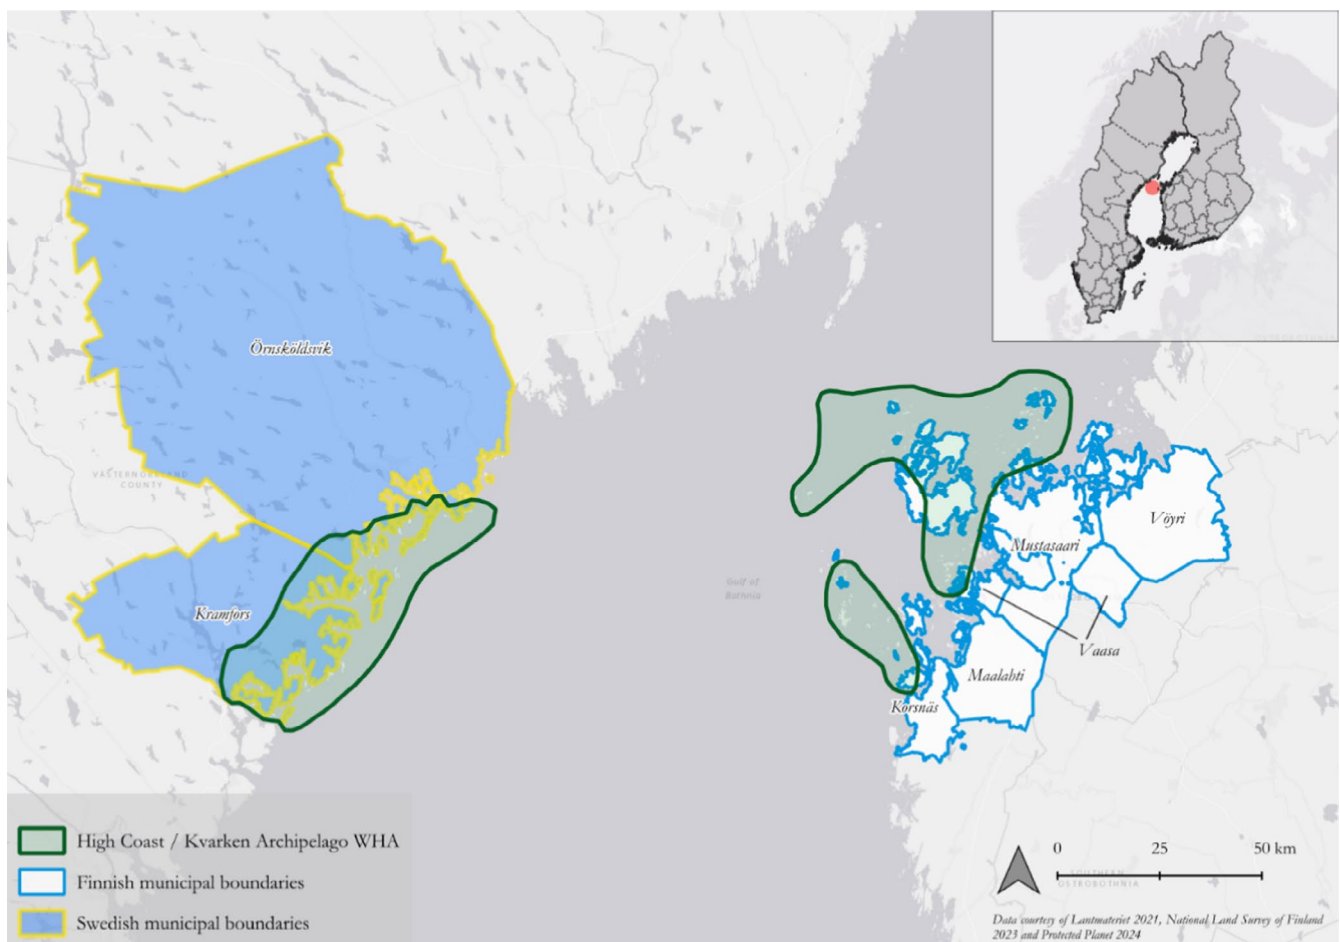 Örnsköldsvik
VÄSTERNORRLAND
COUNTY
Kramfors
Gulf of
Bothnia
Vöyri
Mustasaari
Vaasa
Maalahti
Korsnäs
High Coast / Kvarken Archipelago WHA
Finnish municipal boundaries
Swedish municipal boundaries
0 25 50 km
SOUTHERN
OSTROBOTHNIA
Data courtesy of Lantmateriet 2021, National Land Survey of Finland
2023 and Protected Planet 2024